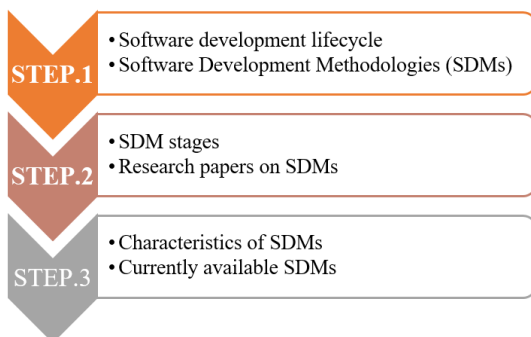 STEP.1
• Software development lifecycle
• Software Development Methodologies (SDMs)
STEP.2
• SDM stages
• Research papers on SDMs
STEP.3
• Characteristics of SDMs
• Currently available SDMs